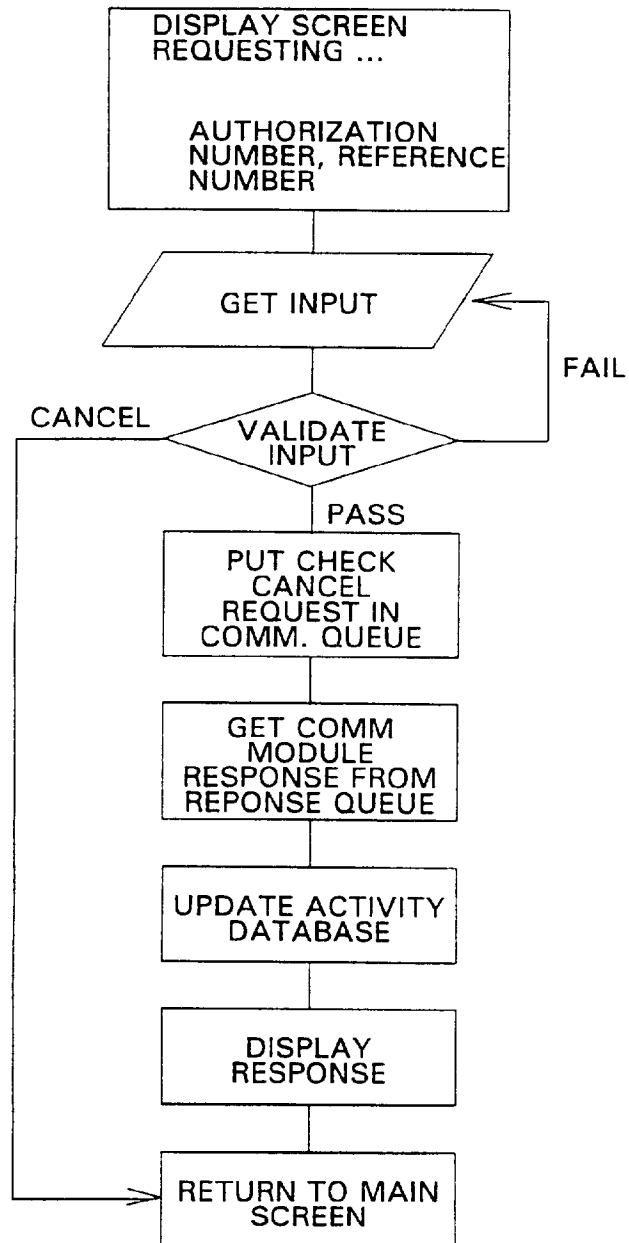 DISPLAY SCREEN
REQUESTING ...
AUTHORIZATION
NUMBER, REFERENCE
NUMBER
GET INPUT
FAIL
CANCEL
VALIDATE
INPUT
PASS
PUT CHECK
CANCEL
REQUEST IN
COMM. QUEUE
GET COMM
MODULE
RESPONSE FROM
REPONSE QUEUE
UPDATE ACTIVITY
DATABASE
DISPLAY
RESPONSE
RETURN TO MAIN
SCREEN